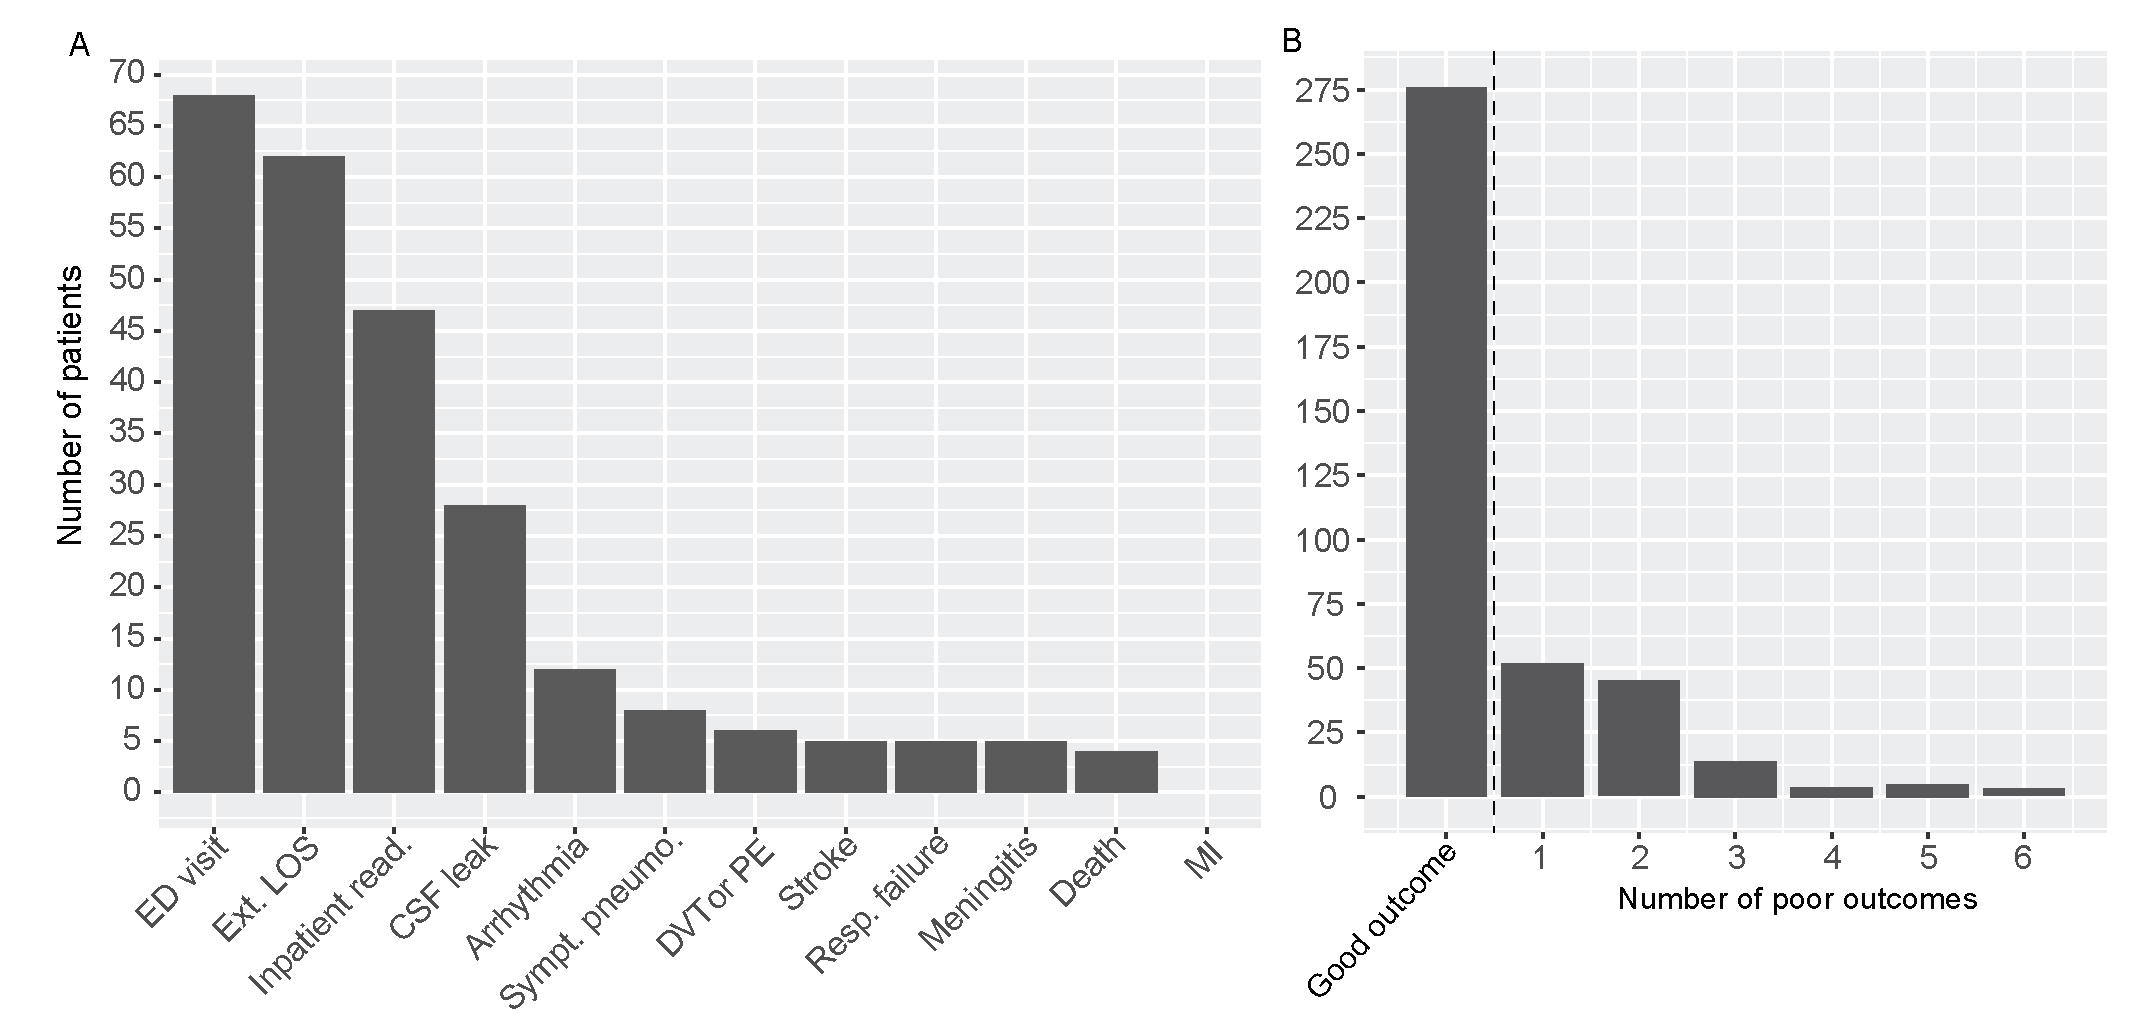 A
Number of patients
70
65
60
55
50
45
40
35
30
25
20
15
10
5
0
ED visit
Ext. LOS
Inpatient read.
CSF leak
Arrhythmia
Sympt. pneumo.
DVTor PE
Stroke
Resp. failure
Meningitis
Death
MI
B
275
250
225
200
175
150
125
100
75
50
25
0
Good outcome
1
2
3
4
5
6
Number of poor outcomes